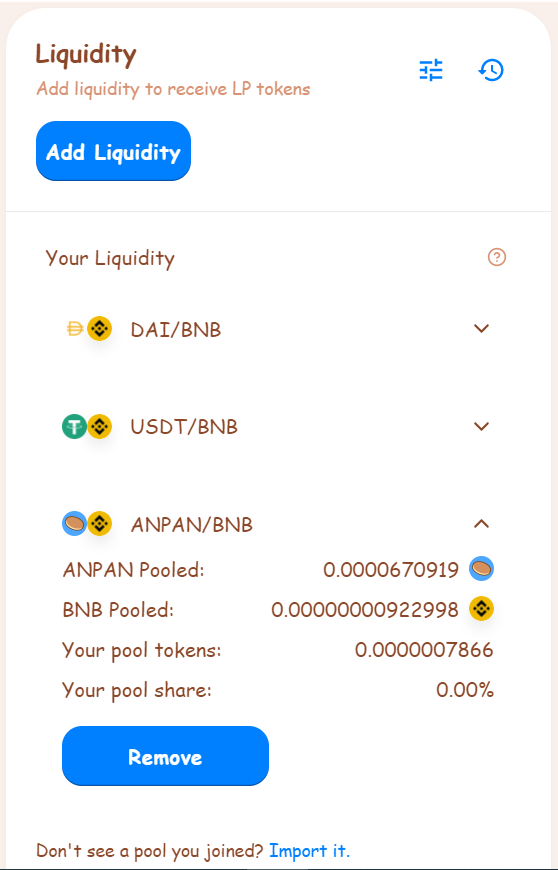 Liquidity
Add liquidity to receive LP tokens
Add Liquidity
Your Liquidity
DAI/BNB
USDT/BNB
ANPAN/BNB
ANPAN Pooled: 0.0000670919
BNB Pooled: 0.00000000922998
Your pool tokens: 0.0000007866
Your pool share: 0.00%
Remove
Don't see a pool you joined? Import it.